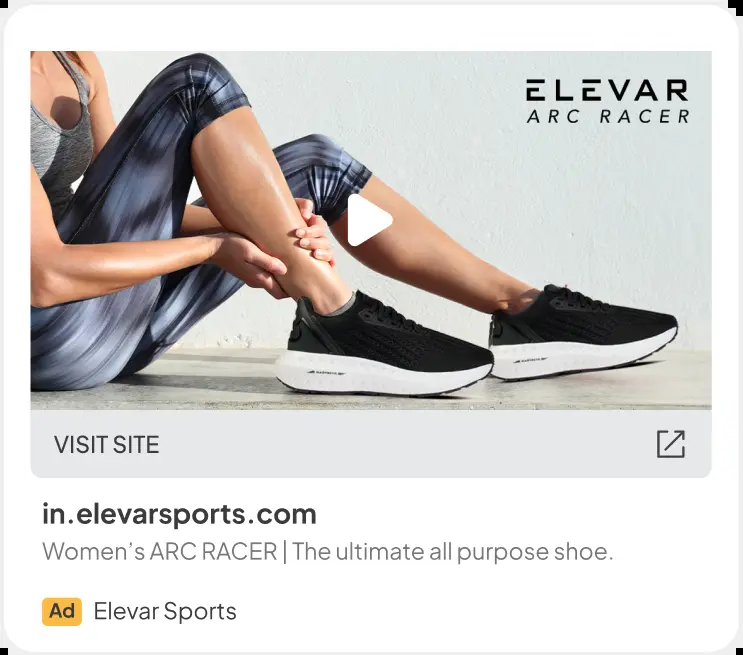 ELEVAR
ARC RACER
VISIT SITE
in.elevarsports.com
Women's ARC RACER | The ultimate all purpose shoe.
Ad Elevar Sports